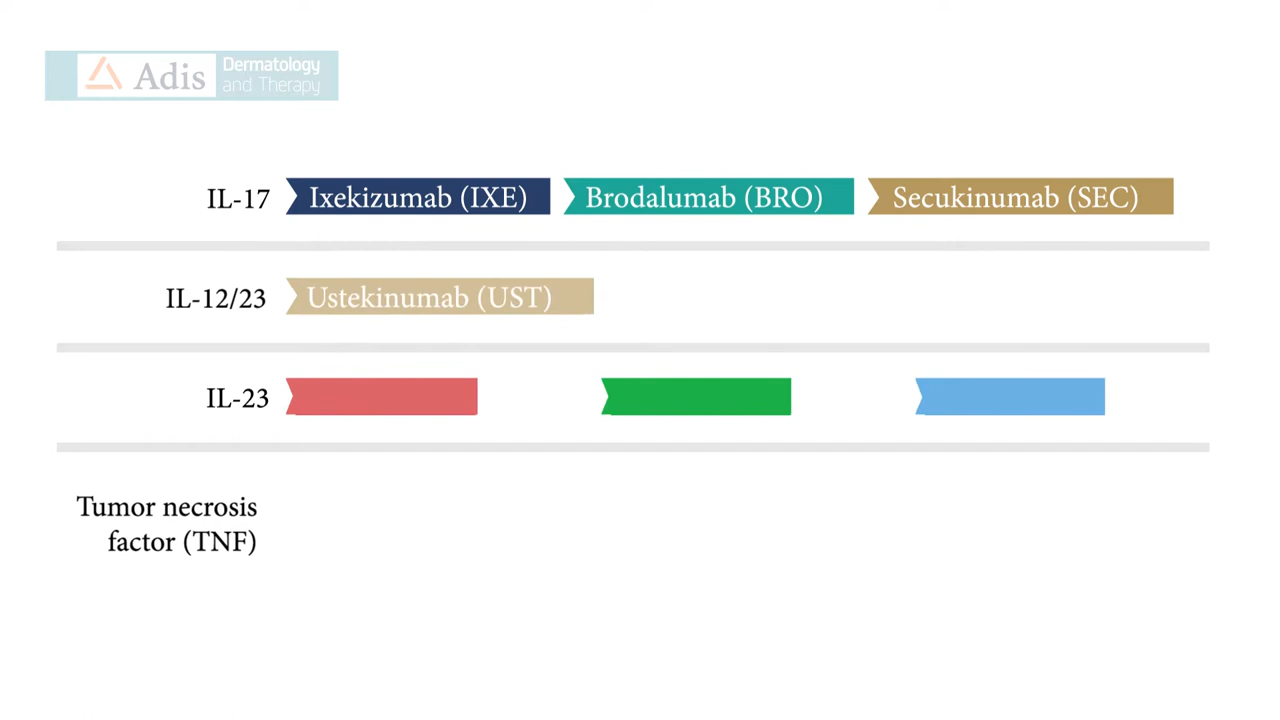 Adis
Dermatology
and Therapy
IL-17
Ixekizumab (IXE)
Brodalumab (BRO)
Secukinumab (SEC)
IL-12/23
Ustekinumab (UST)
IL-23
Tumor necrosis
factor (TNF)